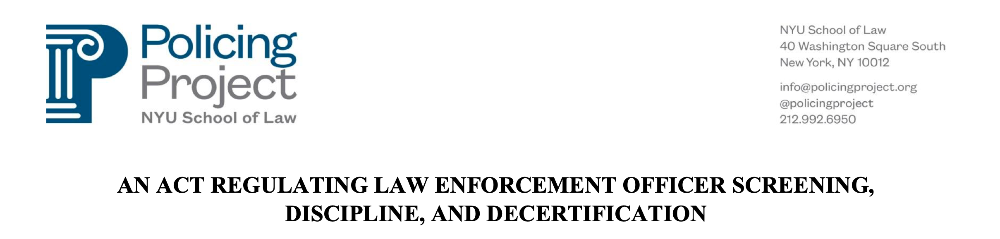 Policing
Project
NYU School of Law
NYU School of Law
40 Washington Square South
New York, NY 10012
info@policingproject.org
@policingproject
212.992.6950
AN ACT REGULATING LAW ENFORCEMENT OFFICER SCREENING,
DISCIPLINE, AND DECERTIFICATION